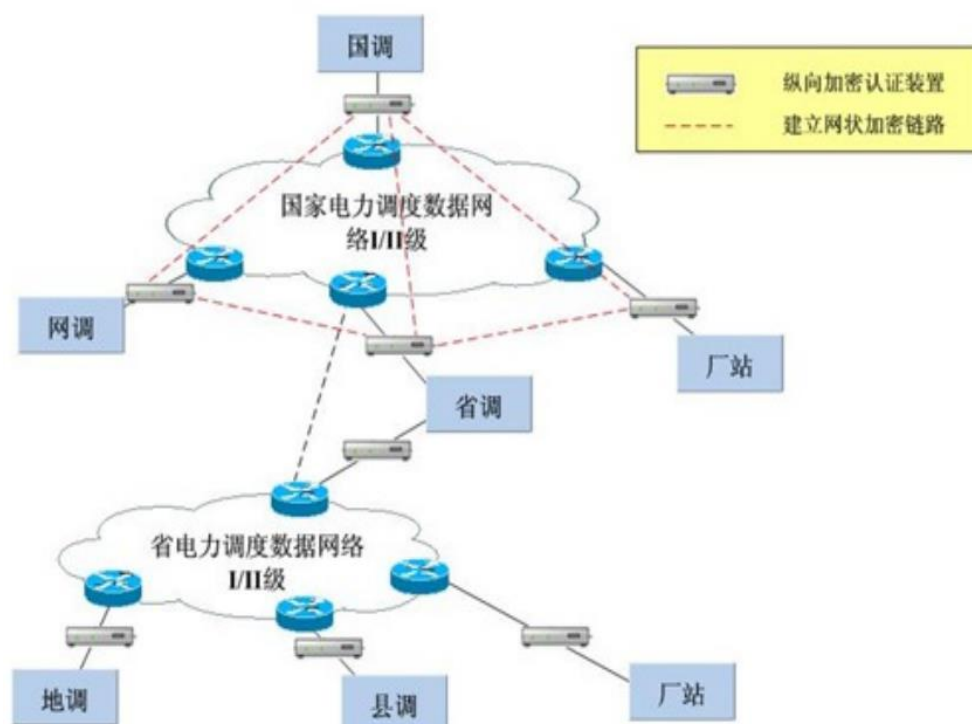 国调
纵向加密认证装置
建立网状加密链路
国家电力调度数据网
络I/II级
网调
厂站
省调
省电力调度数据网络
I/II级
地调
县调
厂站